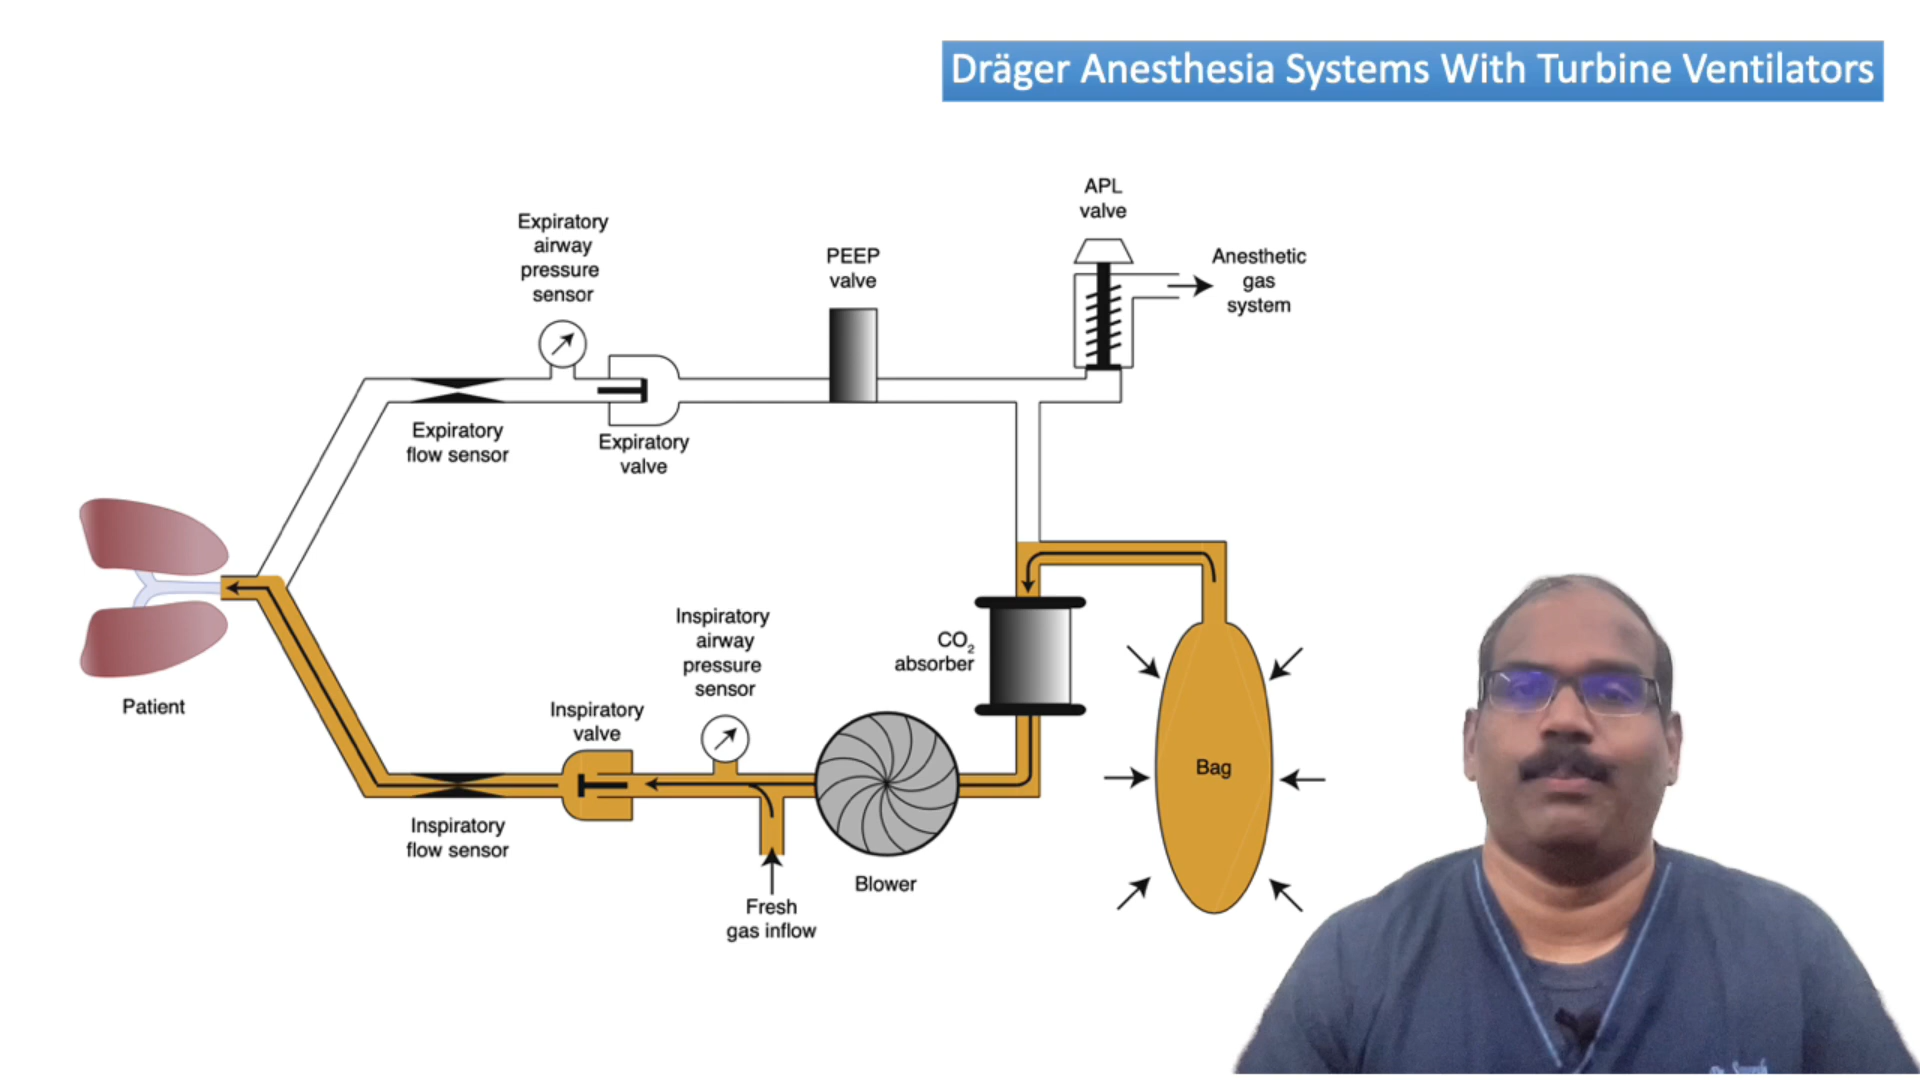 Dräger Anesthesia Systems With Turbine Ventilators
APL
valve
Expiratory
airway
pressure
sensor
PEEP
valve
Anesthetic
gas
system
Expiratory
flow sensor
Expiratory
valve
Inspiratory
airway
pressure
sensor
CO2
absorber
Patient
Inspiratory
valve
Bag
Inspiratory
flow sensor
Blower
Fresh
gas inflow